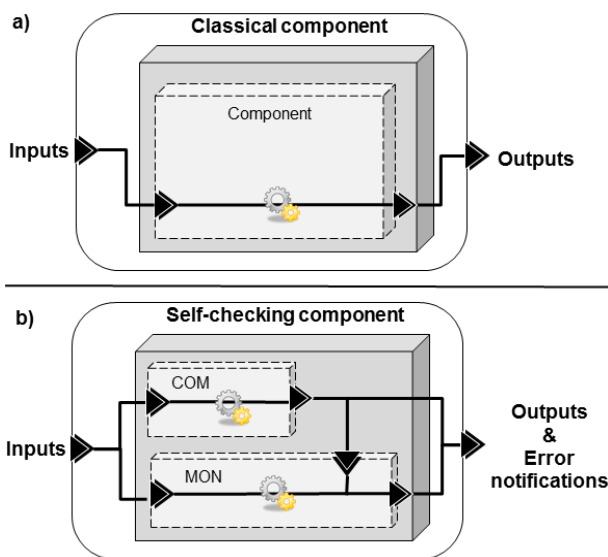 a)
Classical component
Component
Inputs
Outputs
b)
Self-checking component
COM
Inputs
MON
Outputs
&
Error
notifications